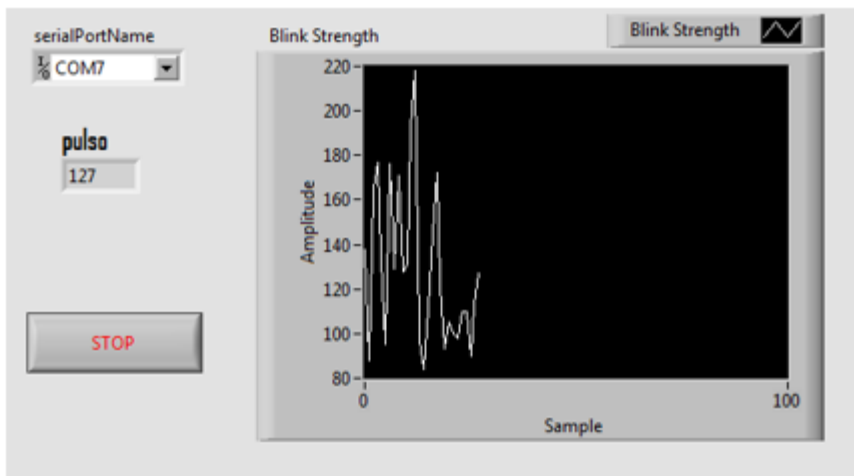 serialPortName
COM7
pulso
127
STOP
Blink Strength
Blink Strength
220
200
180
160
140
120
100
80
Amplitude
0
100
Sample